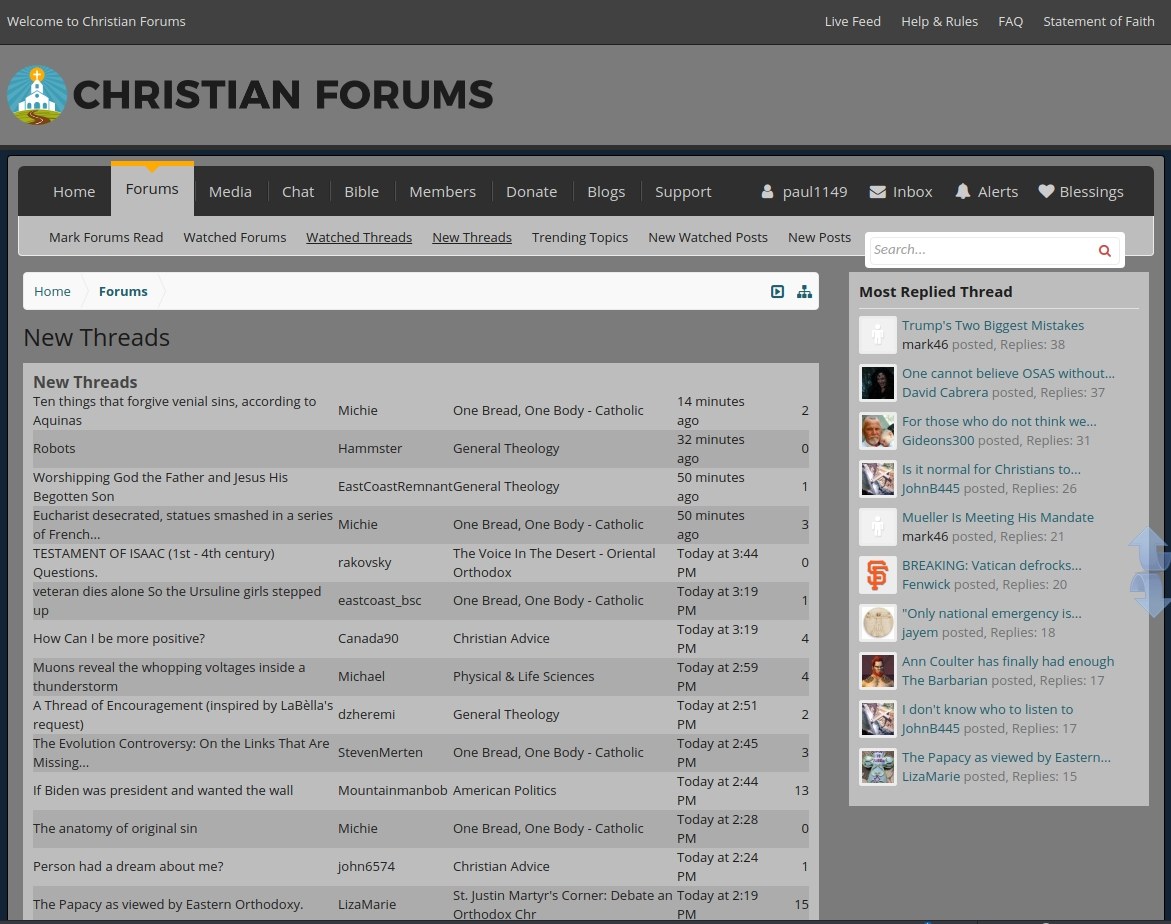 Welcome to Christian Forums
Live Feed Help & Rules FAQ Statement of Faith
CHRISTIAN FORUMS
Home Forums Media Chat Bible Members Donate Blogs Support paul1149 Inbox Alerts Blessings
Mark Forums Read Watched Forums Watched Threads New Threads Trending Topics New Watched Posts New Posts
Search...
Home Forums
New Threads
New Threads
Ten things that forgive venial sins, according to
Aquinas
Michie
One Bread, One Body - Catholic
14 minutes
ago
2
Robots
Hammster
General Theology
32 minutes
ago
0
Worshipping God the Father and Jesus His
Begotten Son
EastCoastRemnant
General Theology
50 minutes
ago
1
Eucharist desecrated, statues smashed in a series
of French...
Michie
One Bread, One Body - Catholic
50 minutes
ago
3
TESTAMENT OF ISAAC (1st - 4th century)
Questions.
rakovsky
The Voice In The Desert - Oriental
Orthodox
Today at 3:44
PM
0
veteran dies alone So the Ursuline girls stepped
up
eastcoast_bsc
One Bread, One Body - Catholic
Today at 3:19
PM
1
How Can I be more positive?
Canada90
Christian Advice
Today at 3:19
PM
4
Muons reveal the whopping voltages inside a
thunderstorm
Michael
Physical & Life Sciences
Today at 2:59
PM
4
A Thread of Encouragement (inspired by LaBèlla's
request)
dzheremi
General Theology
Today at 2:51
PM
2
The Evolution Controversy: On the Links That Are
Missing...
StevenMerten
One Bread, One Body - Catholic
Today at 2:45
PM
3
If Biden was president and wanted the wall
Mountainmanbob
American Politics
Today at 2:44
PM
13
The anatomy of original sin
Michie
One Bread, One Body - Catholic
Today at 2:28
PM
0
Person had a dream about me?
john6574
Christian Advice
Today at 2:24
PM
1
The Papacy as viewed by Eastern Orthodoxy.
LizaMarie
St. Justin Martyr's Corner: Debate an
Orthodox Chr
Today at 2:19
PM
15
Most Replied Thread
Trump's Two Biggest Mistakes
mark46 posted, Replies: 38
One cannot believe OSAS without...
David Cabrera posted, Replies: 37
For those who do not think we...
Gideons300 posted, Replies: 31
Is it normal for Christians to...
JohnB445 posted, Replies: 26
Mueller Is Meeting His Mandate
mark46 posted, Replies: 21
BREAKING: Vatican defrocks...
Fenwick posted, Replies: 20
"Only national emergency is...
jayem posted, Replies: 18
Ann Coulter has finally had enough
The Barbarian posted, Replies: 17
I don't know who to listen to
JohnB445 posted, Replies: 17
The Papacy as viewed by Eastern...
LizaMarie posted, Replies: 15